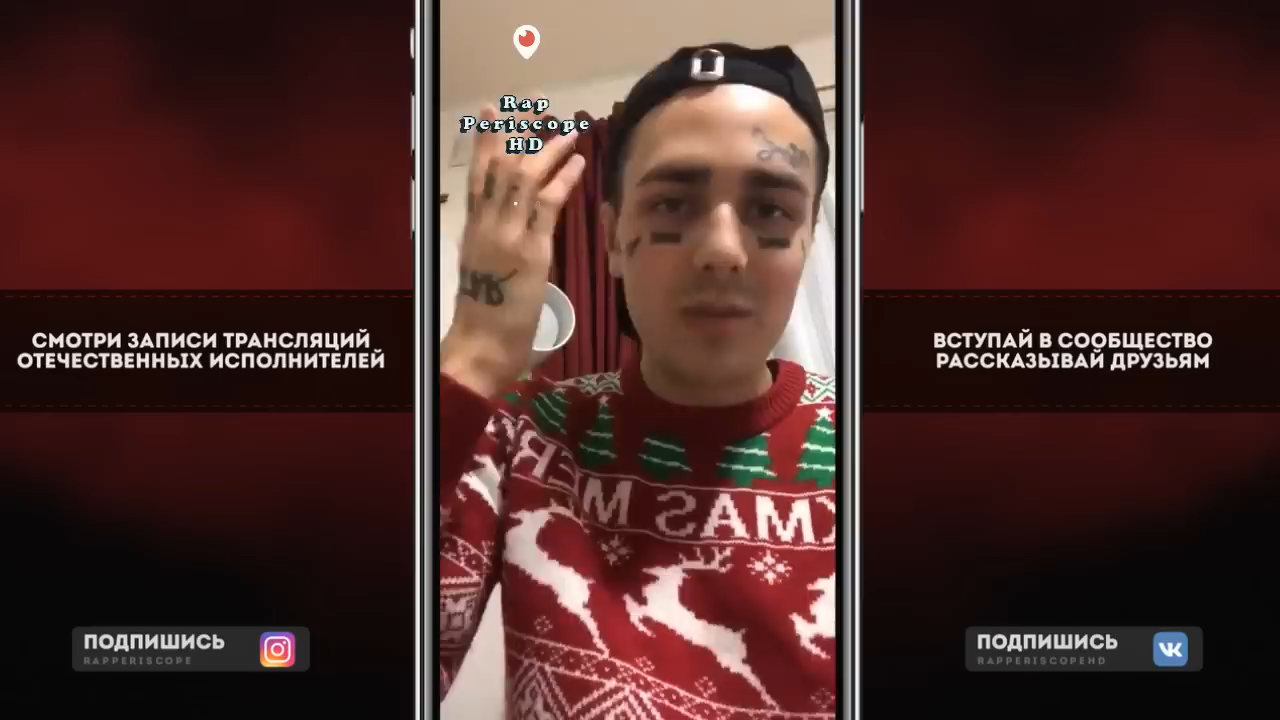 Rap
Periscope
HD
СМОТРИ ЗАПИСИ ТРАНСЛЯЦИЙ
ОТЕЧЕСТВЕННЫХ ИСПОЛНИТЕЛЕЙ
ВСТУПАЙ В СООБЩЕСТВО
РАССКАЗЫВАЙ ДРУЗЬЯМ
XMAS
ПОДПИШИСЬ
RAPPERISCOPE
ПОДПИШИСЬ
RAPPERISCOPEHD